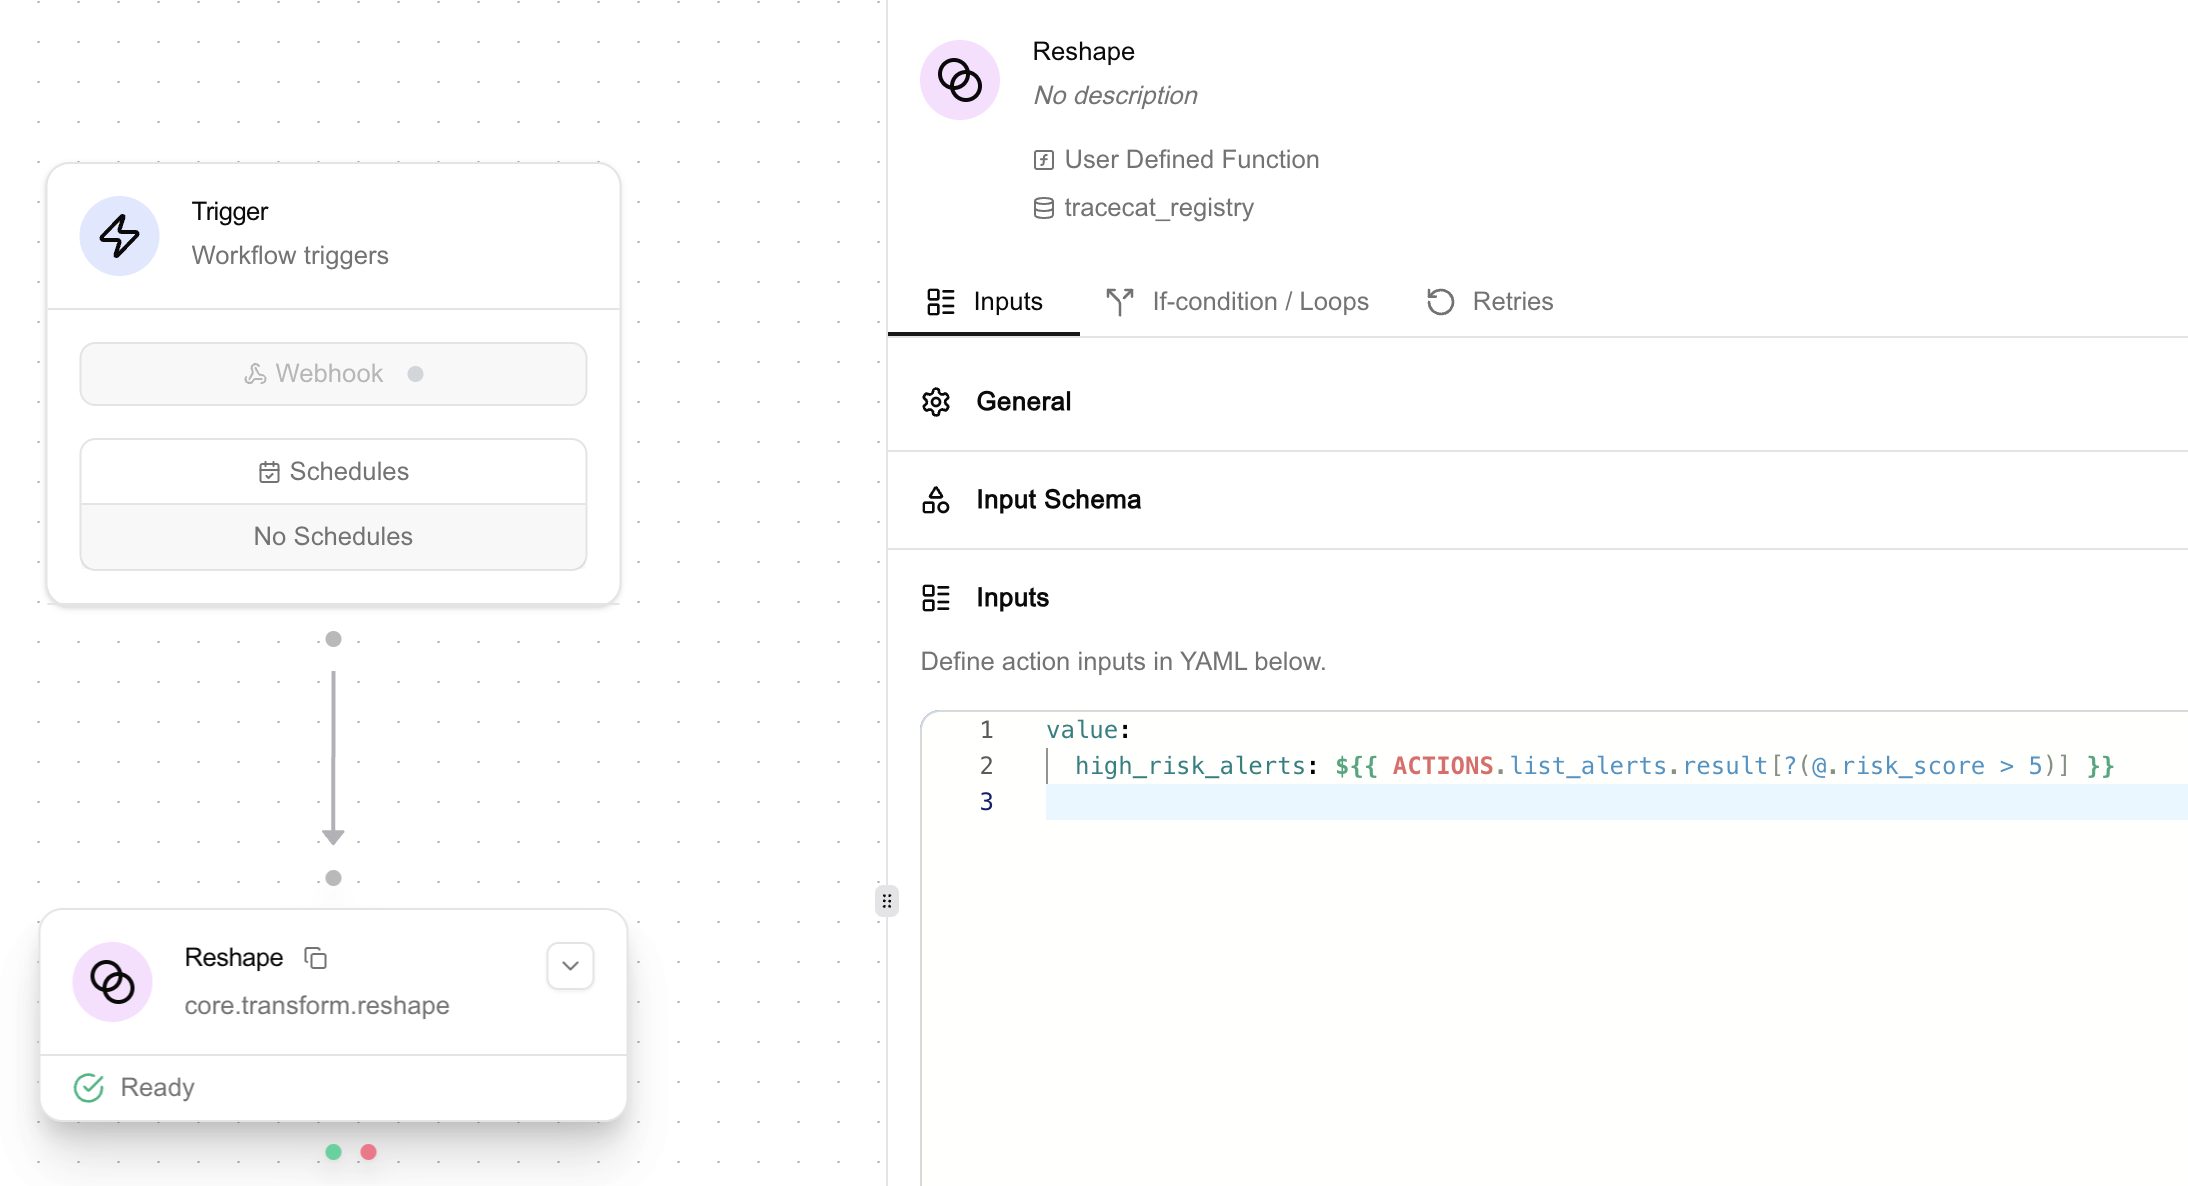 Trigger
Workflow triggers
Webhook
Schedules
No Schedules
Reshape
core.transform.reshape
Ready
Reshape
No description
User Defined Function
tracecat_registry
Inputs
If-condition / Loops
Retries
General
Input Schema
Inputs
Define action inputs in YAML below.
1 value:
2 high_risk_alerts: ${{ ACTIONS.list_alerts.result[?(@.risk_score > 5)] }}
3